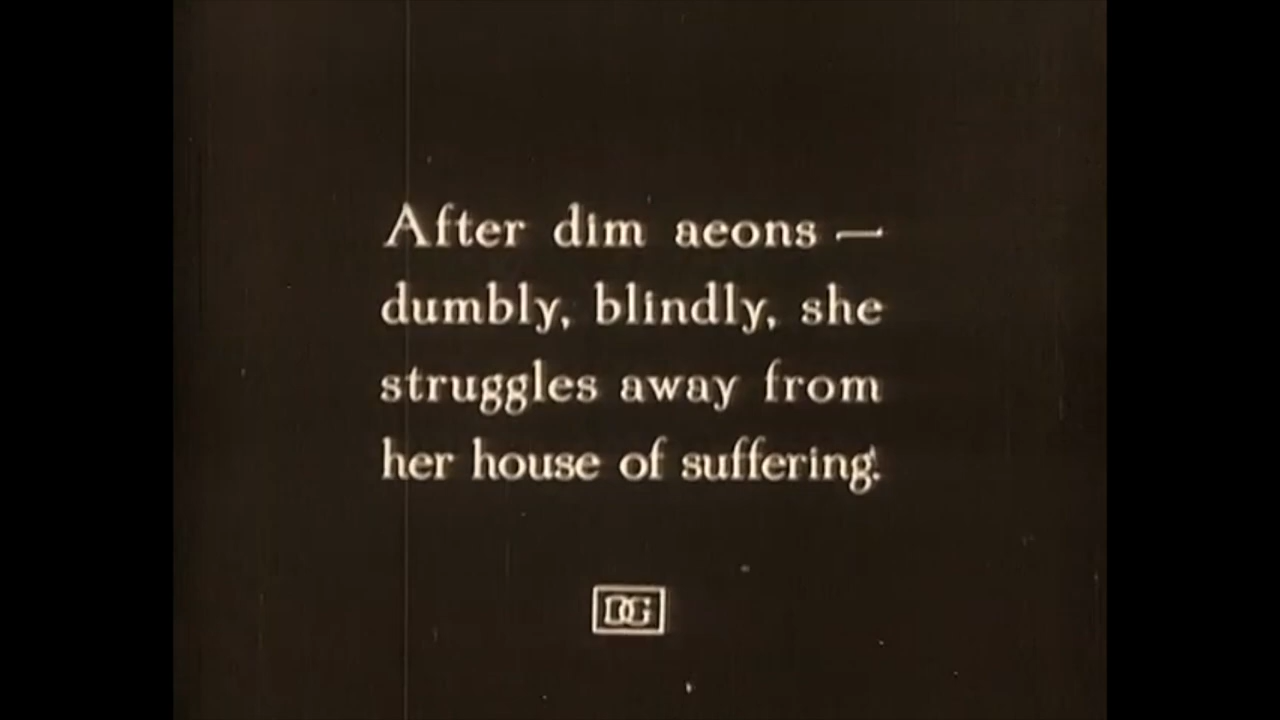 After dim aeons —
dumbly, blindly, she
struggles away from
her house of suffering.
DG